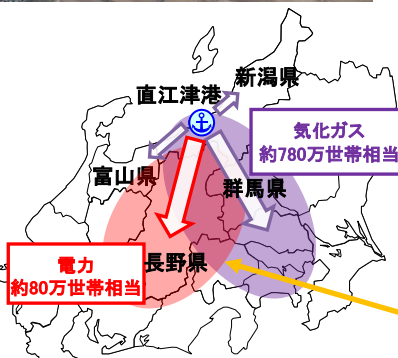 新潟県
直江津港
気化ガス
約780万世帯相当
富山県
群馬県
長野県
電力
約80万世帯相当